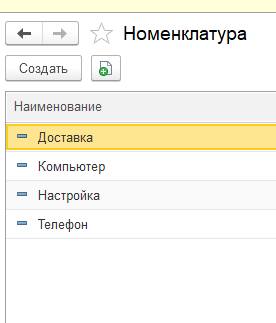 Номенклатура
Создать
Наименование
Доставка
Компьютер
Настройка
Телефон